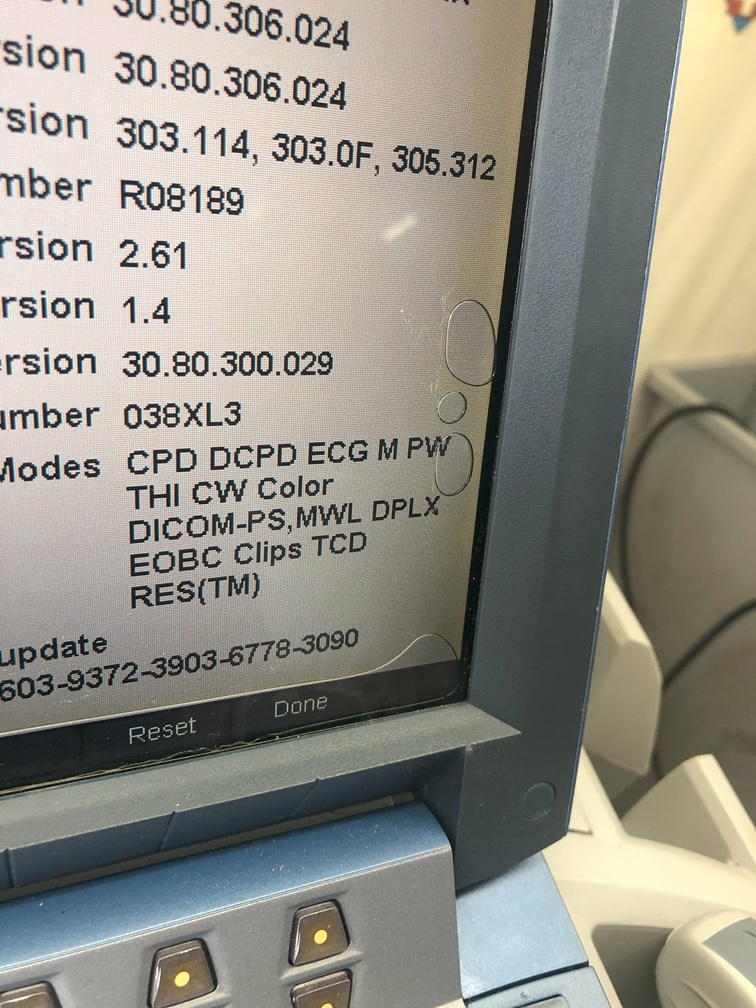 30.80.306.024
sion 30.80.306.024
rsion 303.114, 303.0F, 305.312
mber R08189
rsion 2.61
rsion 1.4
ersion 30.80.300.029
umber 038XL3
Modes CPD DCPD ECG M PW
THI CW Color
DICOM-PS,MWL DPLX
EOBC Clips TCD
RES(TM)
update
603-9372-3903-6778-3090
Reset Done